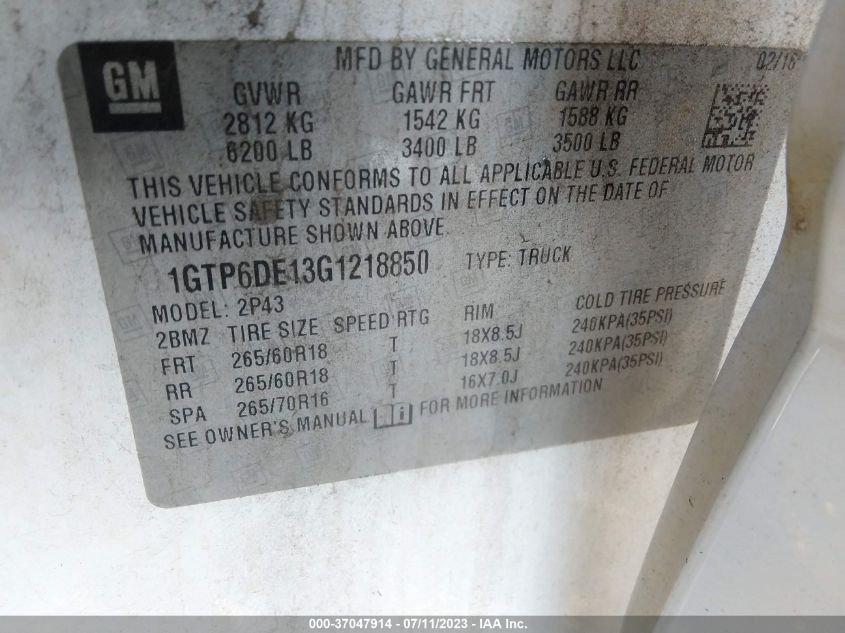 GM
MFD BY GENERAL MOTORS LLC 02/16
GVWR GAWR FRT GAWR RR
2812 KG 1542 KG 1588 KG
6200 LB 3400 LB 3500 LB
THIS VEHICLE CONFORMS TO ALL APPLICABLE U.S. FEDERAL MOTOR
VEHICLE SAFETY STANDARDS IN EFFECT ON THE DATE OF
MANUFACTURE SHOWN ABOVE.
1GTP6DE13G1218850 TYPE: TRUCK
MODEL: 2P43
2BMZ TIRE SIZE SPEED RTG RIM COLD TIRE PRESSURE
FRT 265/60R18 T 18X8.5J 240KPA(35PSI)
RR 265/60R18 T 18X8.5J 240KPA(35PSI)
SPA 265/70R16 T 16X7.0J 240KPA(35PSI)
SEE OWNER'S MANUAL i FOR MORE INFORMATION
000-37047914 - 07/11/2023 - IAA Inc.